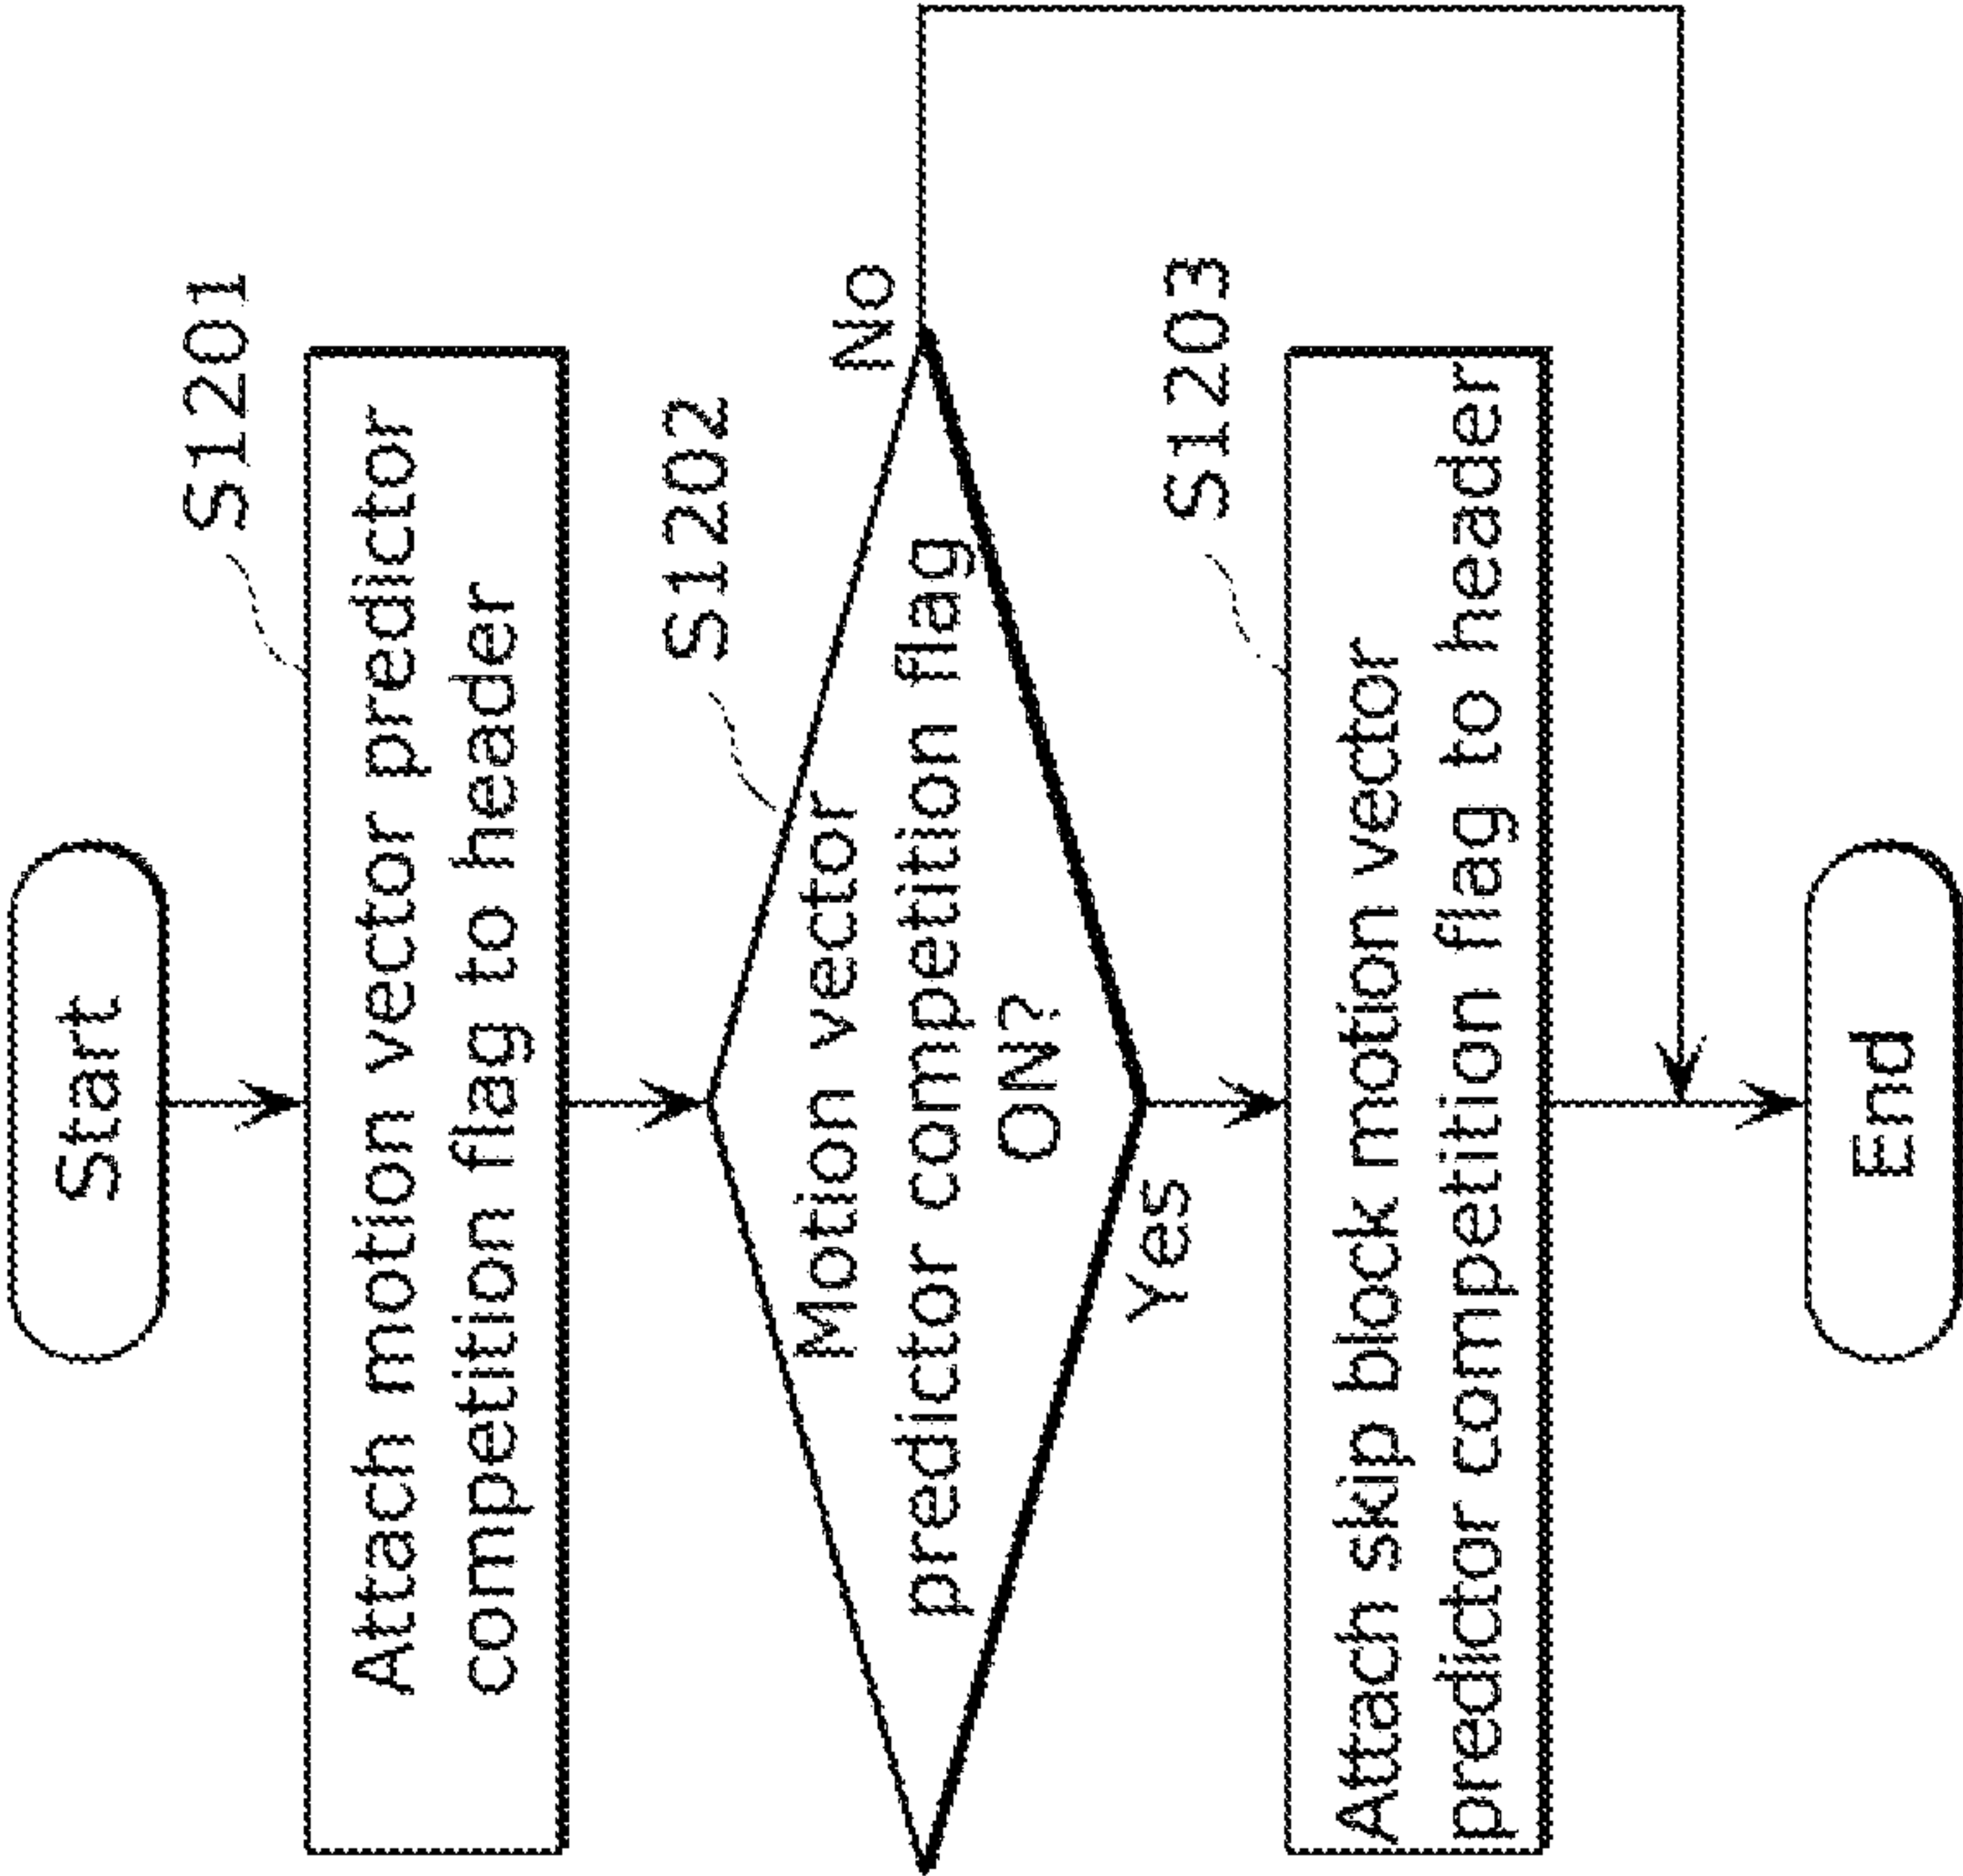 Start
S1201
Attach motion vector predictor
competition flag to header
S1202
Motion vector
predictor competition flag
ON?
No
Yes
S1203
Attach skip block motion vector
predictor competition flag to header
End